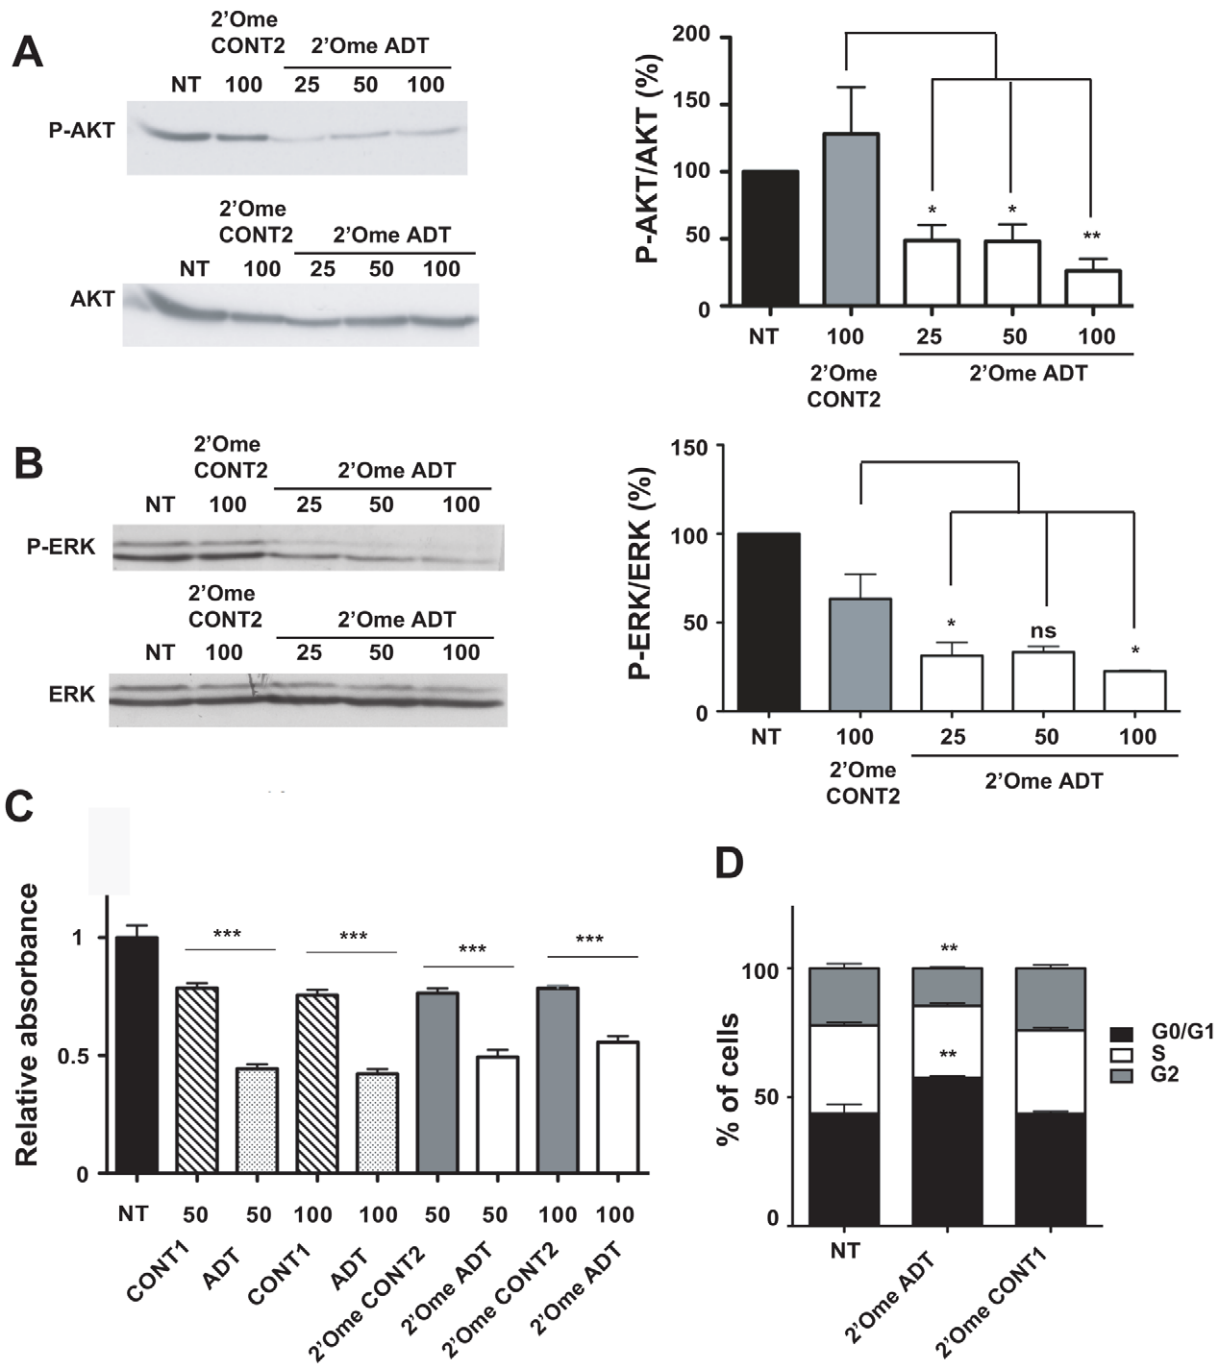 A
2’Ome
CONT2
2’Ome ADT
NT 100 25 50 100
P-AKT
2’Ome
CONT2
2’Ome ADT
NT 100 25 50 100
AKT
P-AKT/AKT (%)
200
150
100
50
0
* * **
NT 100 25 50 100
2’Ome
CONT2
2’Ome ADT
B
2’Ome
CONT2
2’Ome ADT
NT 100 25 50 100
P-ERK
2’Ome
CONT2
2’Ome ADT
NT 100 25 50 100
ERK
P-ERK/ERK (%)
150
100
50
0
* ns *
NT 100 25 50 100
2’Ome
CONT2
2’Ome ADT
C
Relative absorbance
1
0.5
0
*** *** *** ***
NT 50 50 100 100 50 50 100 100
CONT1
ADT
CONT1
ADT
2’Ome CONT2
2’Ome ADT
2’Ome CONT2
2’Ome ADT
D
% of cells
100
50
0
**
**
NT
2’Ome ADT
2’Ome CONT1
G0/G1
S
G2